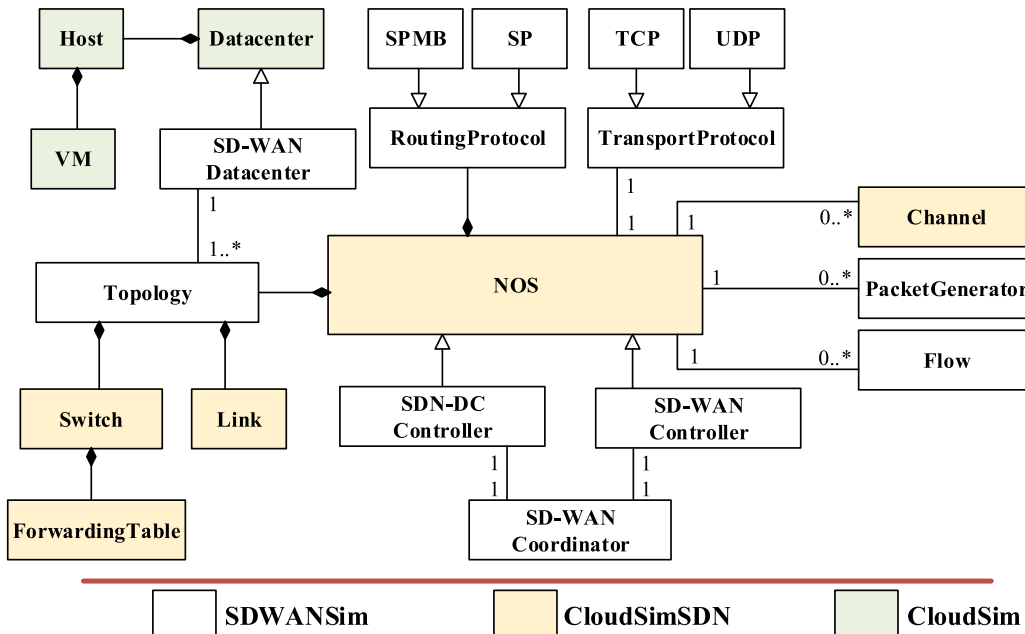 Host
Datacenter
SPMB
SP
TCP
UDP
VM
SD-WAN
Datacenter
RoutingProtocol
TransportProtocol
1
1..*
1
1
Topology
NOS
1
0..*
Channel
1
0..*
PacketGenerator
1
0..*
Flow
Switch
Link
SDN-DC
Controller
SD-WAN
Controller
1
1
1
1
ForwardingTable
SD-WAN
Coordinator
SDWANSim
CloudSimSDN
CloudSim